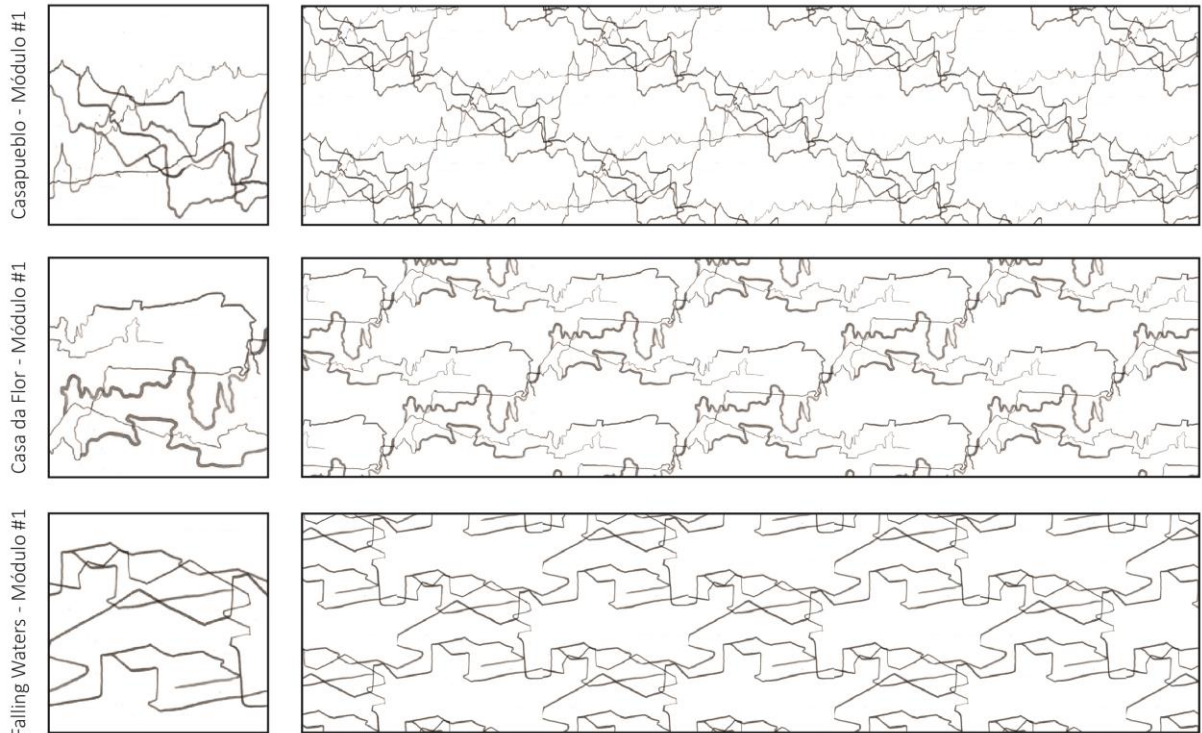 Casapueblo - Módulo #1
Casa da Flor - Módulo #1
Falling Waters - Módulo #1